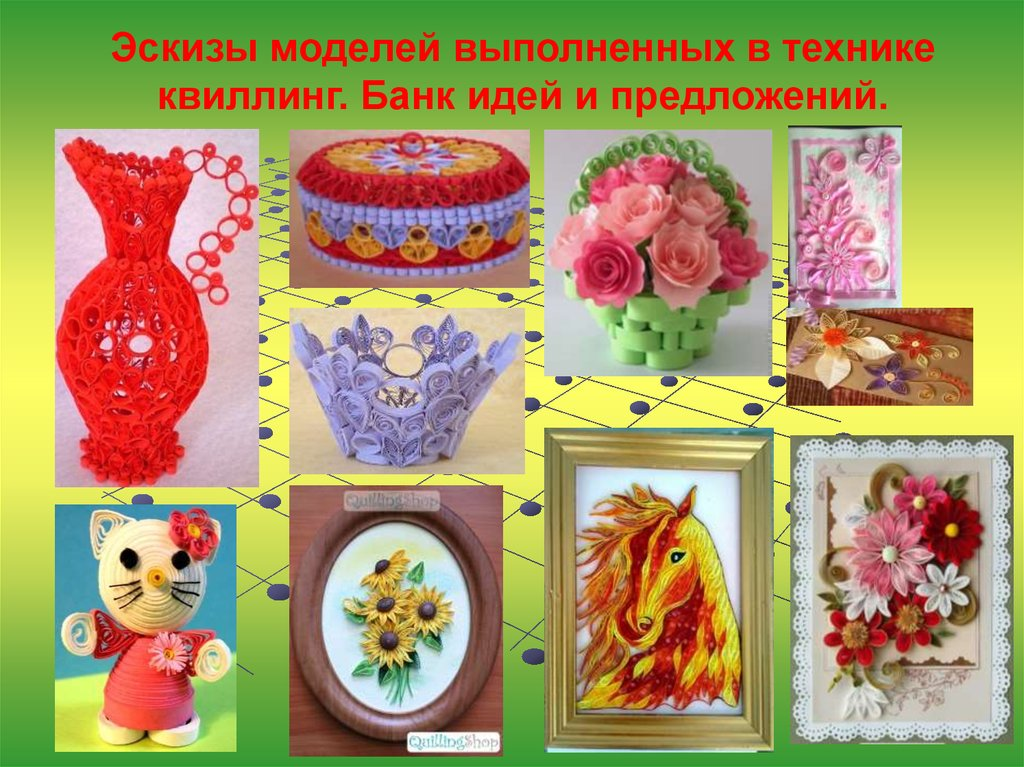 Эскизы моделей выполненных в технике
квиллинг. Банк идей и предложений.
QuillingShop
QuillingShop